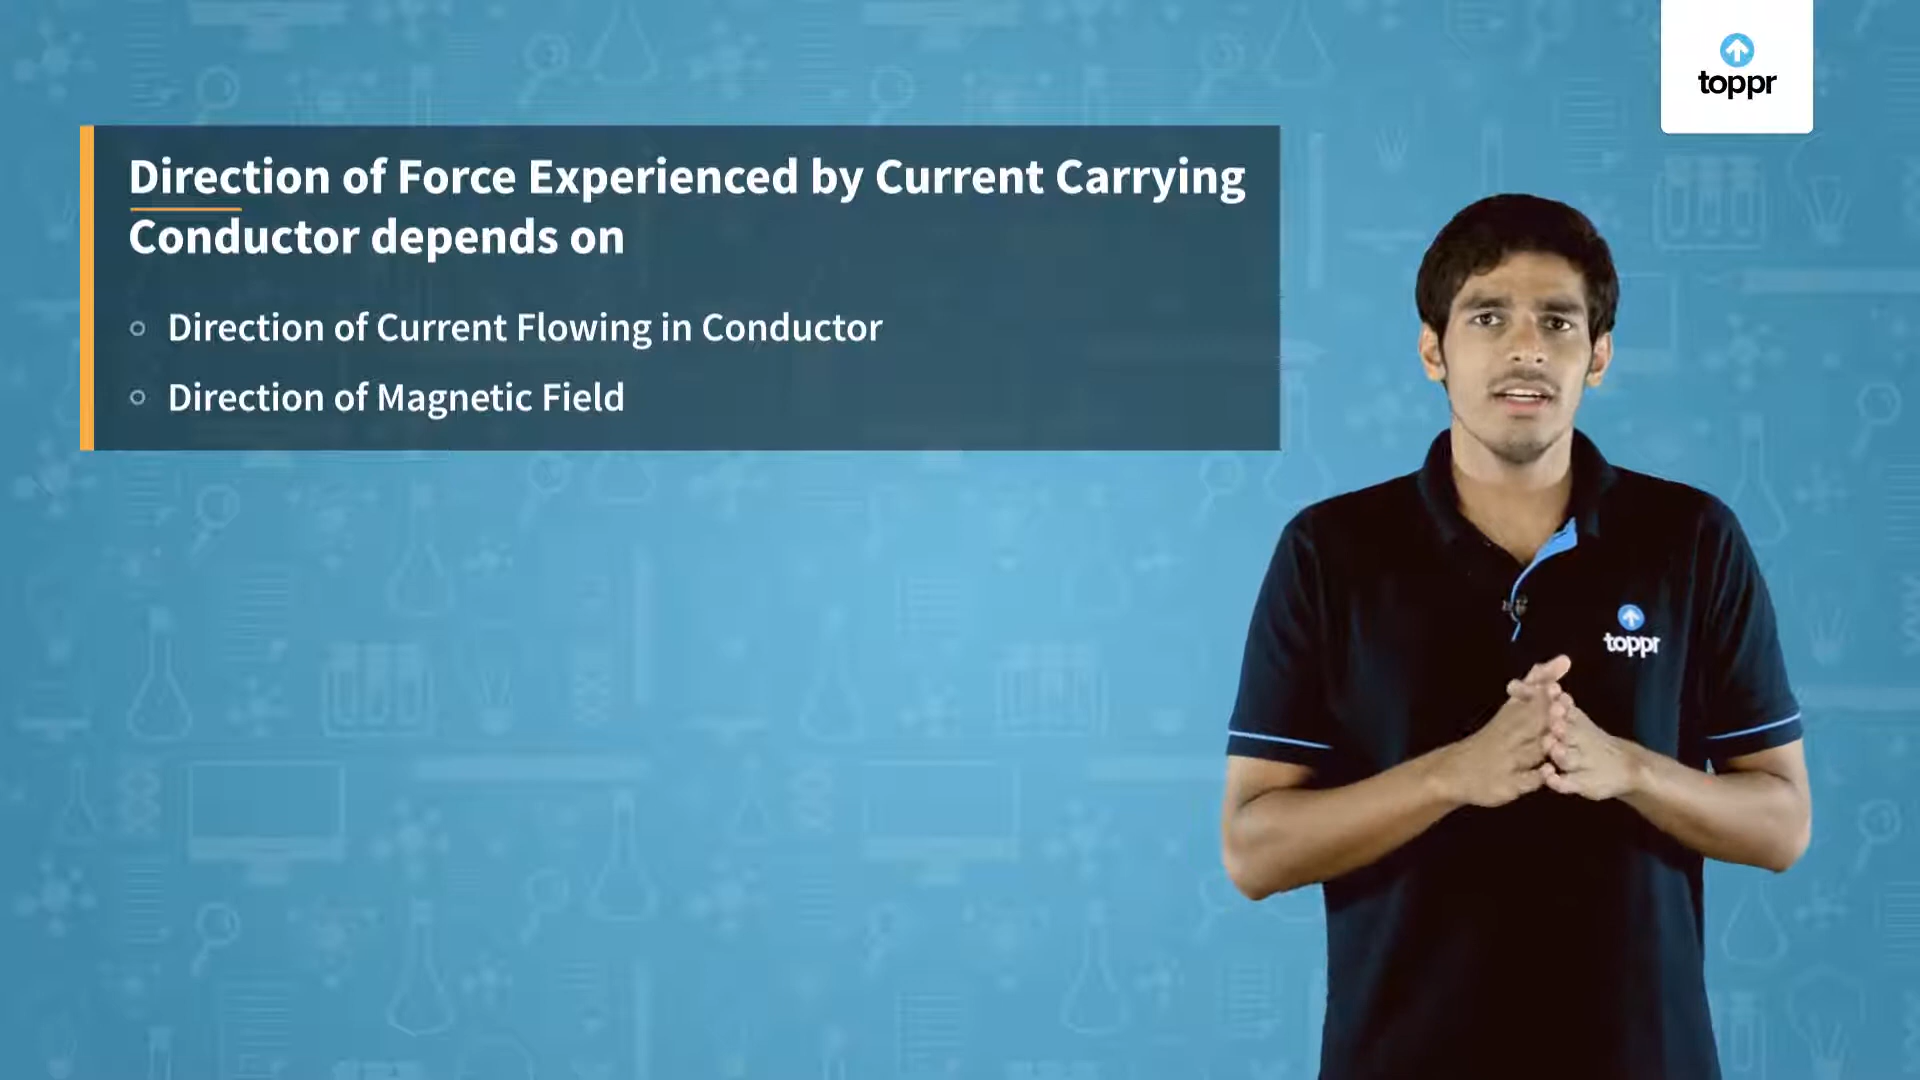 toppr
Direction of Force Experienced by Current Carrying
Conductor depends on
Direction of Current Flowing in Conductor
Direction of Magnetic Field
toppr